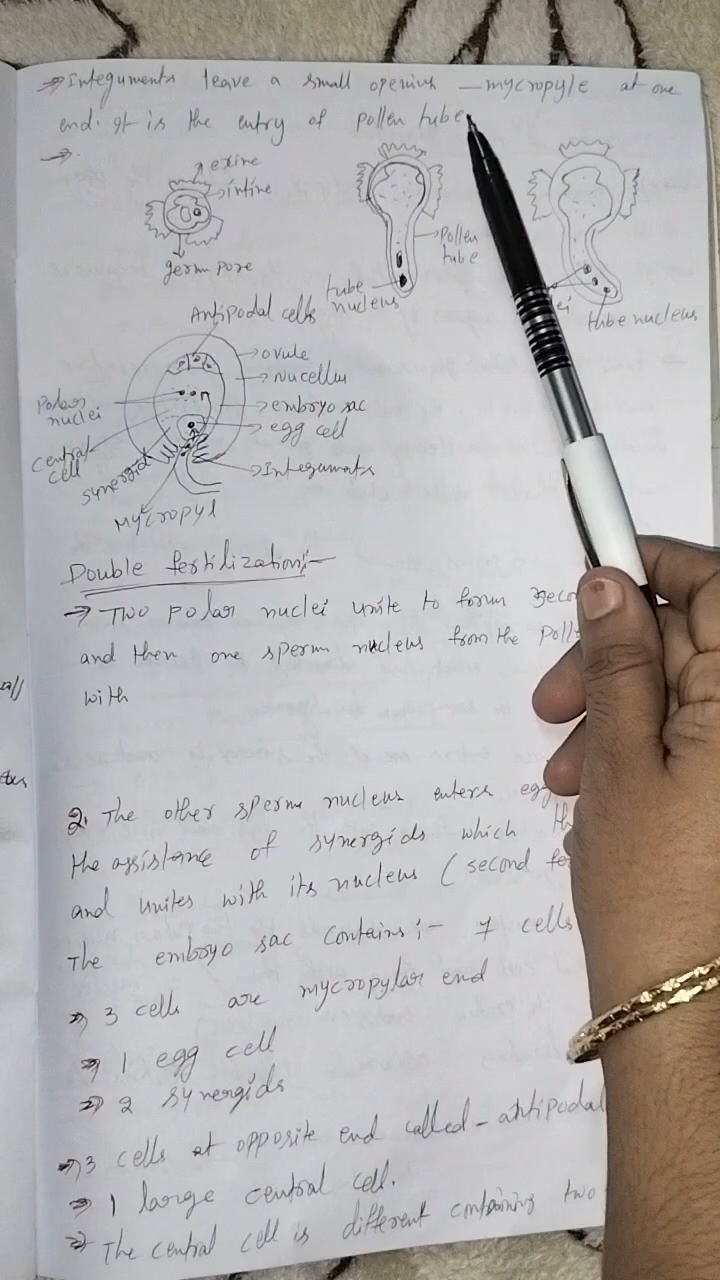 ⇒ Integuments leave a small opening – mycropyle at one
end. It is the entry of pollen tube
→
exine
intine
germ pore
pollen
tube
tube
nucleus
tube nucleus
Antipodal cells
ovule
nucellus
embryo sac
egg cell
Integumats
Polar
nuclei
central
cell
synergid
Mycropyl
Double fertilization:–
→ Two polar nuclei unite to form
and then one sperm nucleus from the
with
2. The other sperm nucleus enters egg
the assistance of synergids which
and unites with its nucleus (second
The embryo sac contains:– 7 cells
⇒ 3 cells are mycropylar end
⇒ 1 egg cell
⇒ 2 synergids
⇒ 3 cells at opposite end called – antipodal
⇒ 1 large central cell.
⇒ The central cell is different containing two